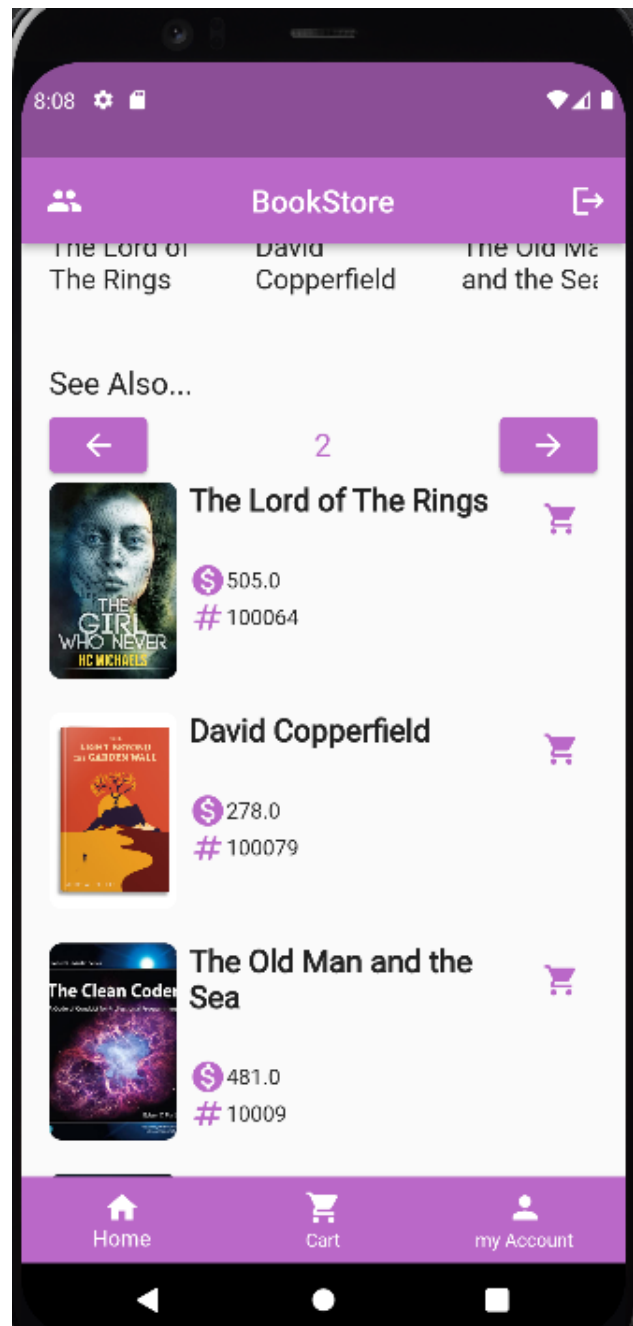 8:08
BookStore
The Lord of David The Old Ma
The Rings Copperfield and the Sea
See Also...
2
The Lord of The Rings
505.0
# 100064
THE
GIRL
WHO NEVER
HC MICHAELS
David Copperfield
THE
LIGHT BEYOND
THE GARDEN WALL
278.0
# 100079
The Old Man and the
Sea
The Clean Coder
481.0
# 10009
Home Cart my Account